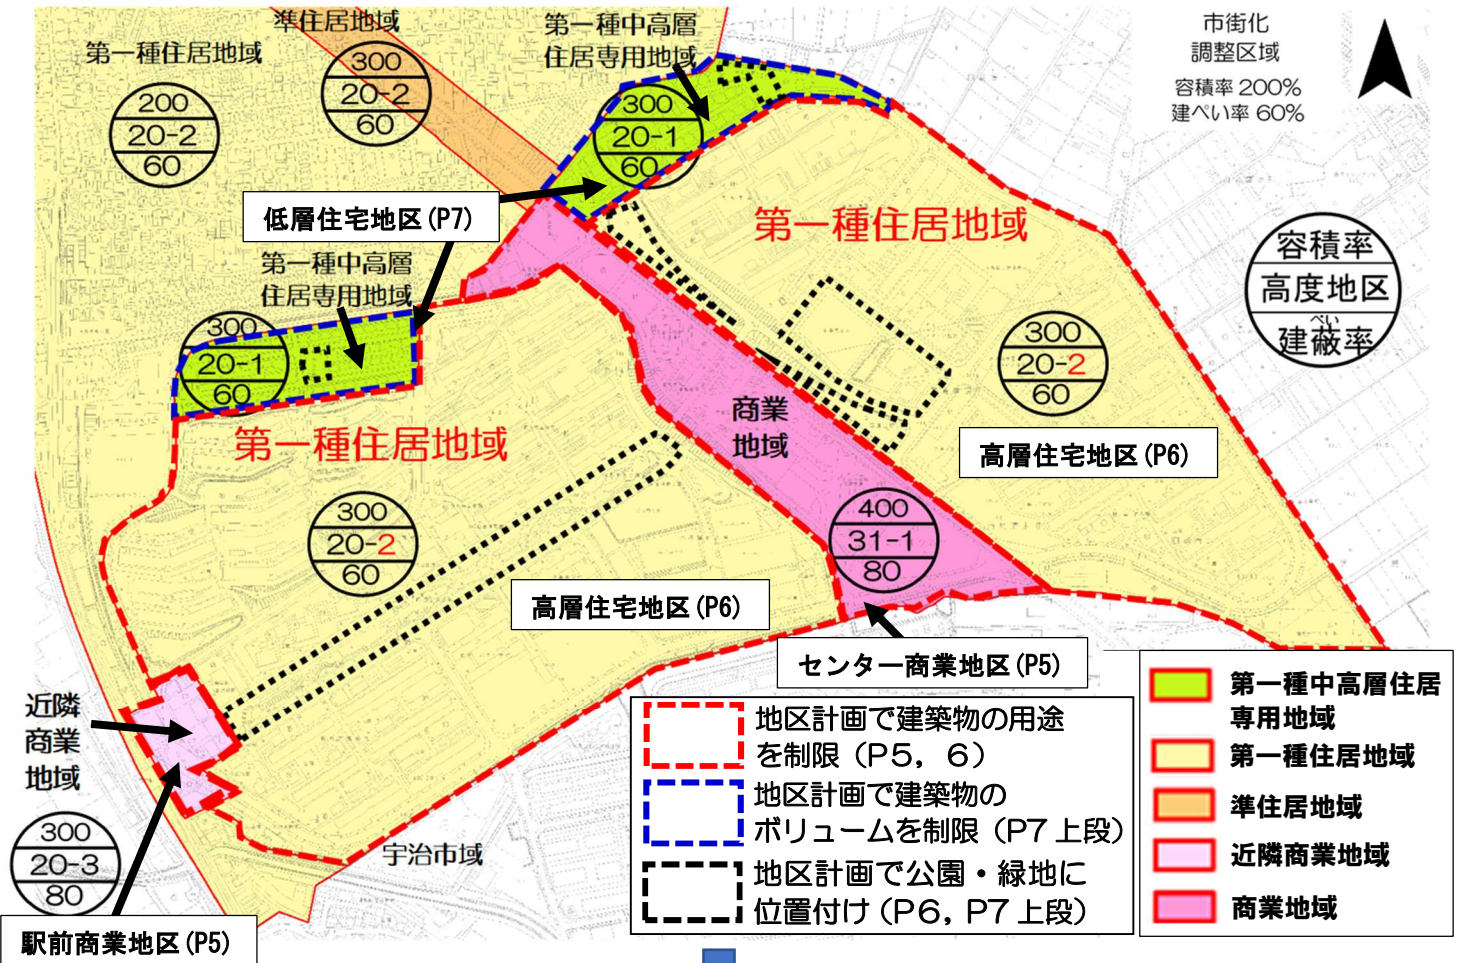 準住居地域
第一種住居地域
200
20-2
60
300
20-2
60
第一種中高層
住居専用地域
300
20-1
60
市街化
調整区域
容積率 200%
建ぺい率 60%
低層住宅地区(P7)
第一種住居地域
容積率
高度地区
ぺい
建蔽率
第一種中高層
住居専用地域
300
20-1
60
300
20-2
60
商業
地域
第一種住居地域
高層住宅地区(P6)
300
20-2
60
400
31-1
80
高層住宅地区(P6)
センター商業地区(P5)
近隣
商業
地域
300
20-3
80
駅前商業地区(P5)
宇治市域
地区計画で建築物の用途
を制限（P5，6）
地区計画で建築物の
ボリュームを制限（P7上段）
地区計画で公園・緑地に
位置付け（P6，P7上段）
第一種中高層住居
専用地域
第一種住居地域
準住居地域
近隣商業地域
商業地域